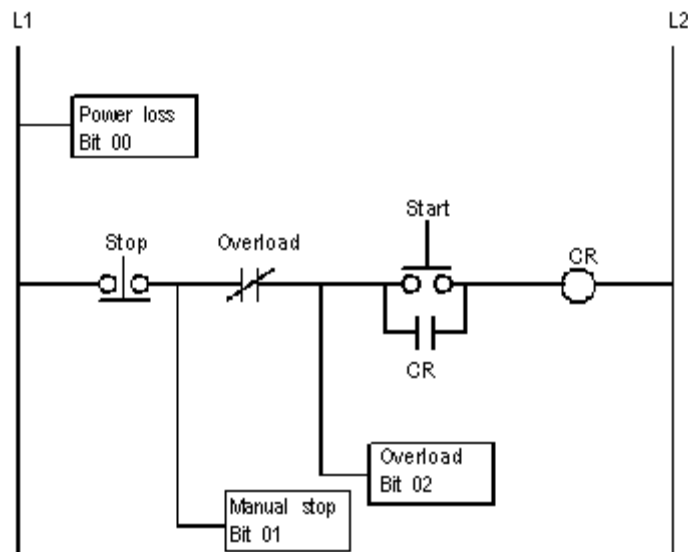 L1
L2
Power loss
Bit 00
Start
Stop
Overload
CR
CR
Overload
Bit 02
Manual stop
Bit 01